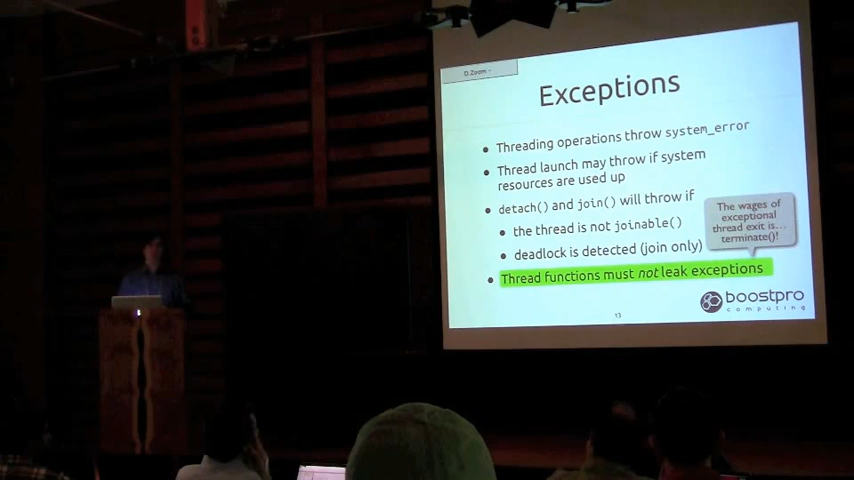 D.Zoom -
Exceptions
• Threading operations throw system_error
• Thread launch may throw if system
resources are used up
• detach() and join() will throw if
• the thread is not joinable()
• deadlock is detected (join only)
The wages of
exceptional
thread exit is...
terminate()!
• Thread functions must not leak exceptions
boostpro
computing
13